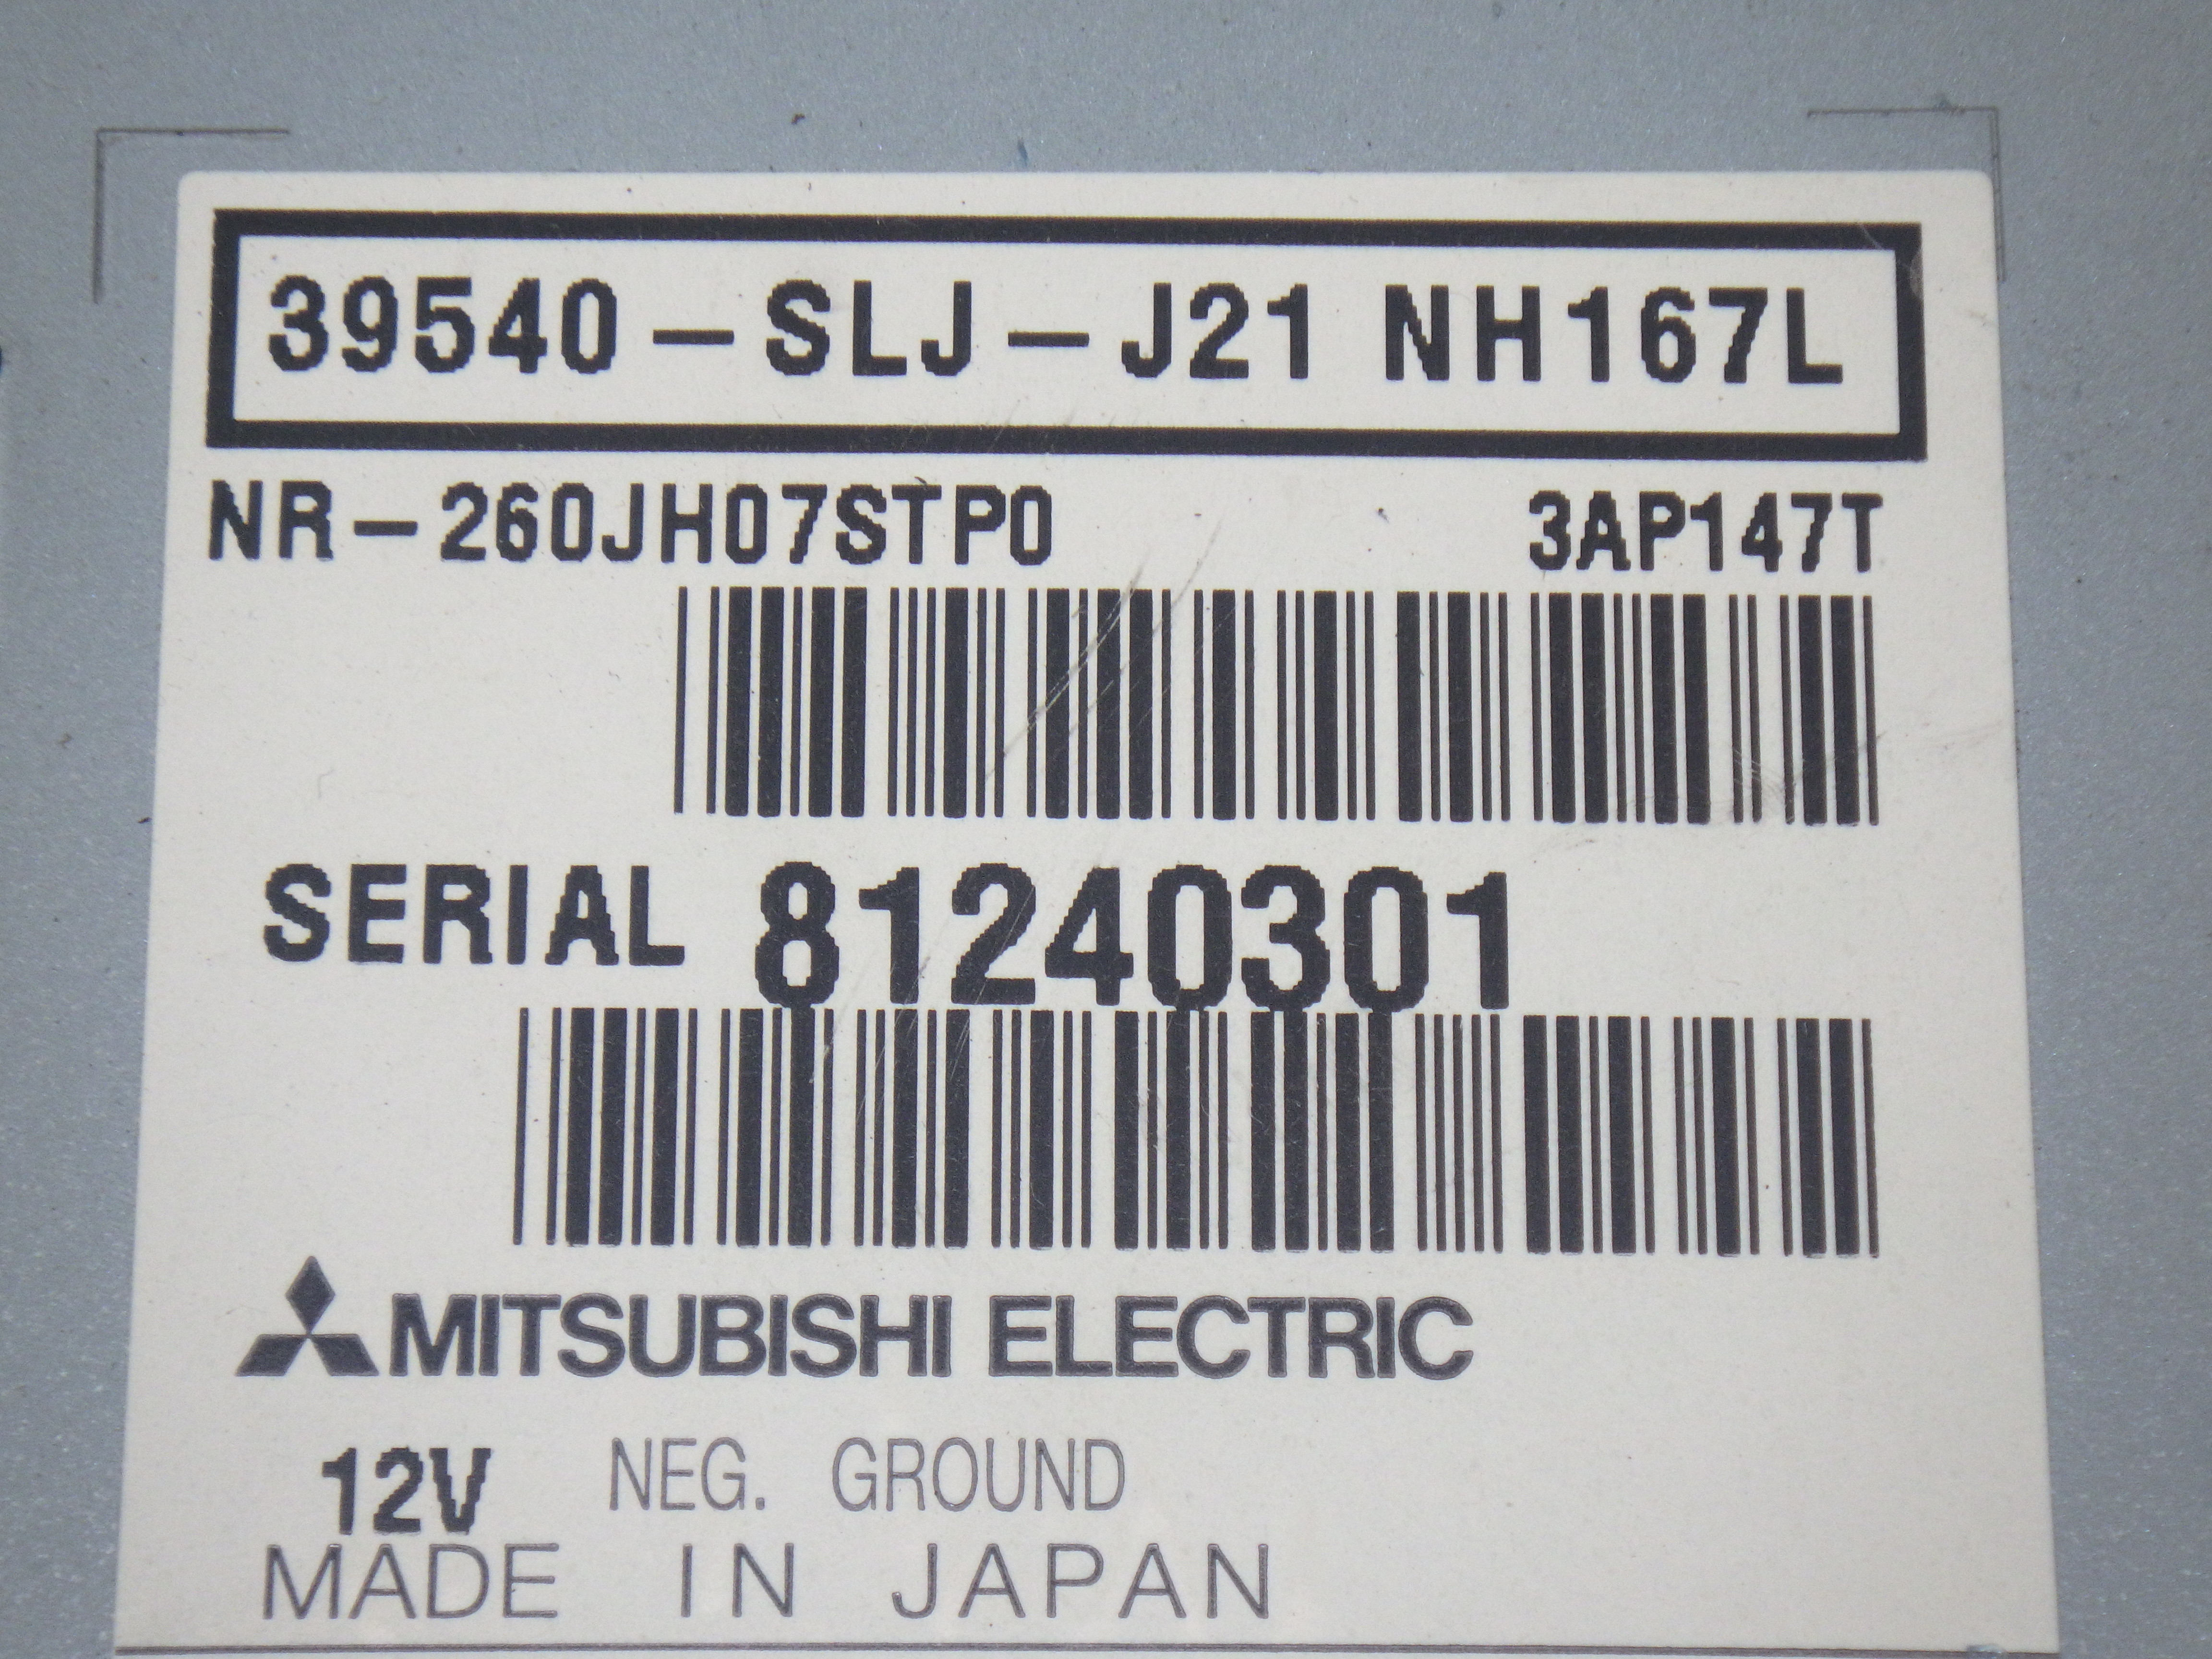 39540-SLJ-J21 NH167L
NR-260JH07STP0 3AP147T
SERIAL 81240301
MITSUBISHI ELECTRIC
12V NEG. GROUND
MADE IN JAPAN